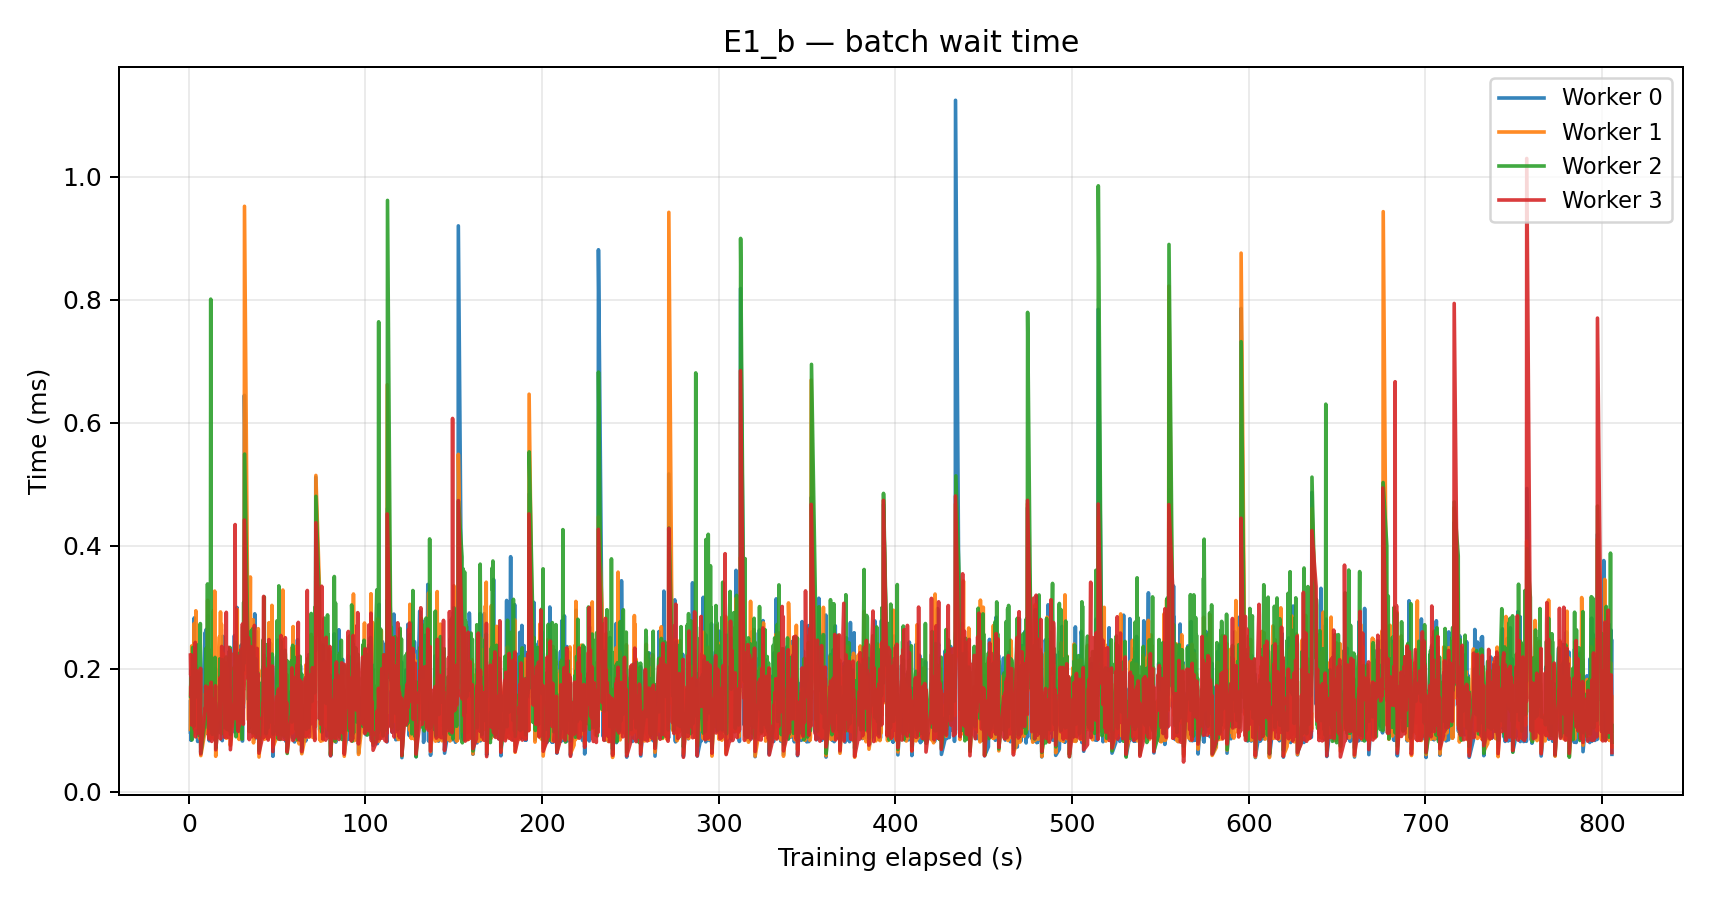 E1_b — batch wait time
Worker 0
Worker 1
Worker 2
Worker 3
Time (ms)
1.0
0.8
0.6
0.4
0.2
0.0
0 100 200 300 400 500 600 700 800
Training elapsed (s)